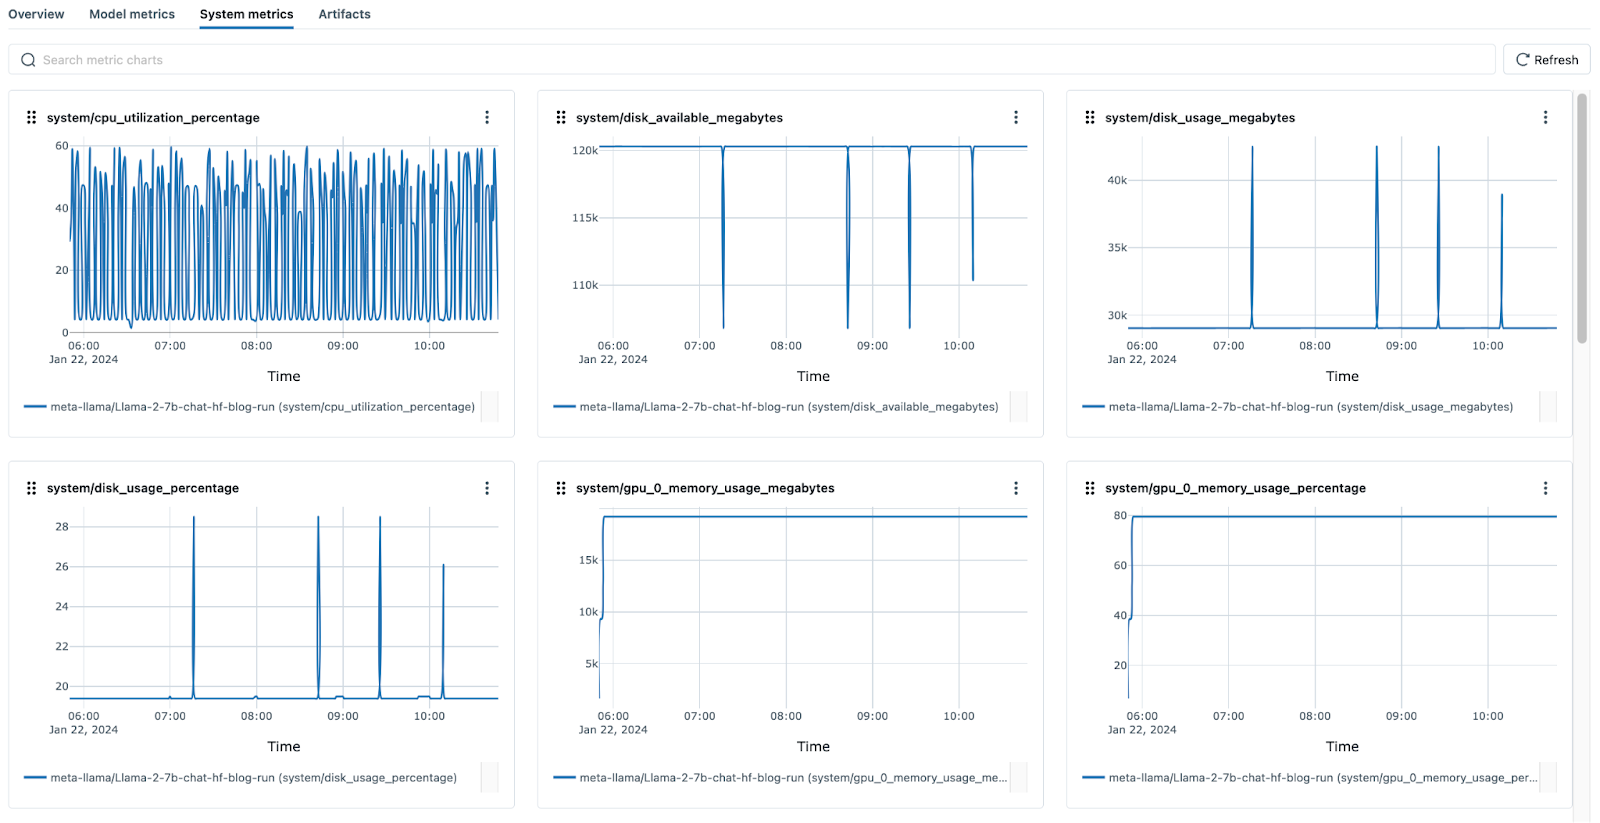 Overview Model metrics System metrics Artifacts
Search metric charts Refresh
system/cpu_utilization_percentage
60
40
20
0
06:00 07:00 08:00 09:00 10:00
Jan 22, 2024
Time
meta-llama/Llama-2-7b-chat-hf-blog-run (system/cpu_utilization_percentage)
system/disk_available_megabytes
120k
115k
110k
06:00 07:00 08:00 09:00 10:00
Jan 22, 2024
Time
meta-llama/Llama-2-7b-chat-hf-blog-run (system/disk_available_megabytes)
system/disk_usage_megabytes
40k
35k
30k
06:00 07:00 08:00 09:00 10:00
Jan 22, 2024
Time
meta-llama/Llama-2-7b-chat-hf-blog-run (system/disk_usage_megabytes)
system/disk_usage_percentage
28
26
24
22
20
06:00 07:00 08:00 09:00 10:00
Jan 22, 2024
Time
meta-llama/Llama-2-7b-chat-hf-blog-run (system/disk_usage_percentage)
system/gpu_0_memory_usage_megabytes
15k
10k
5k
06:00 07:00 08:00 09:00 10:00
Jan 22, 2024
Time
meta-llama/Llama-2-7b-chat-hf-blog-run (system/gpu_0_memory_usage_me...
system/gpu_0_memory_usage_percentage
80
60
40
20
06:00 07:00 08:00 09:00 10:00
Jan 22, 2024
Time
meta-llama/Llama-2-7b-chat-hf-blog-run (system/gpu_0_memory_usage_per...